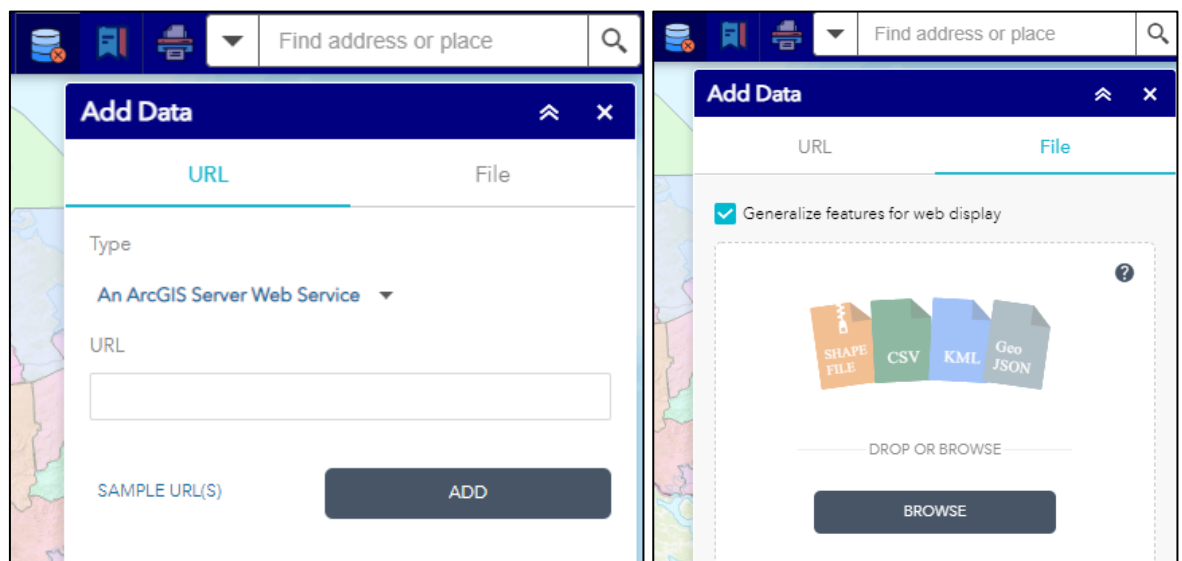 Find address or place
Add Data
URL
File
Type
An ArcGIS Server Web Service
URL
SAMPLE URL(S)
ADD
Find address or place
Add Data
URL
File
Generalize features for web display
?
SHAPE
FILE
CSV
KML
Geo
JSON
DROP OR BROWSE
BROWSE